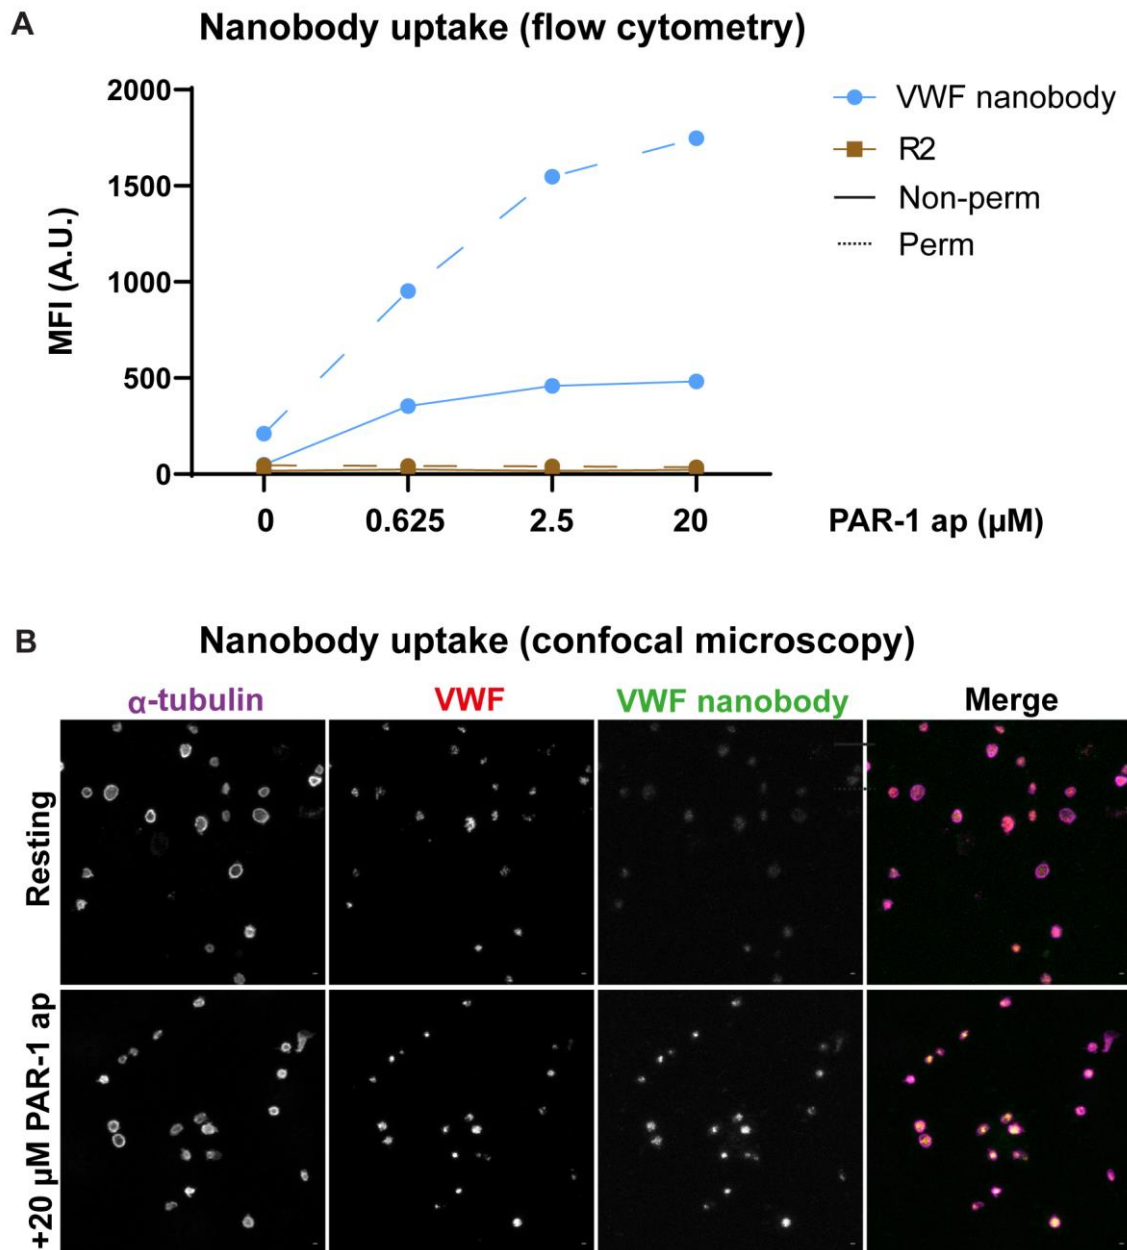 A
Nanobody uptake (flow cytometry)
2000
1500
1000
500
0
MFI (A.U.)
0 0.625 2.5 20 PAR-1 ap (µM)
VWF nanobody
R2
Non-perm
Perm
B
Nanobody uptake (confocal microscopy)
α-tubulin VWF VWF nanobody Merge
Resting
+20 µM PAR-1 ap